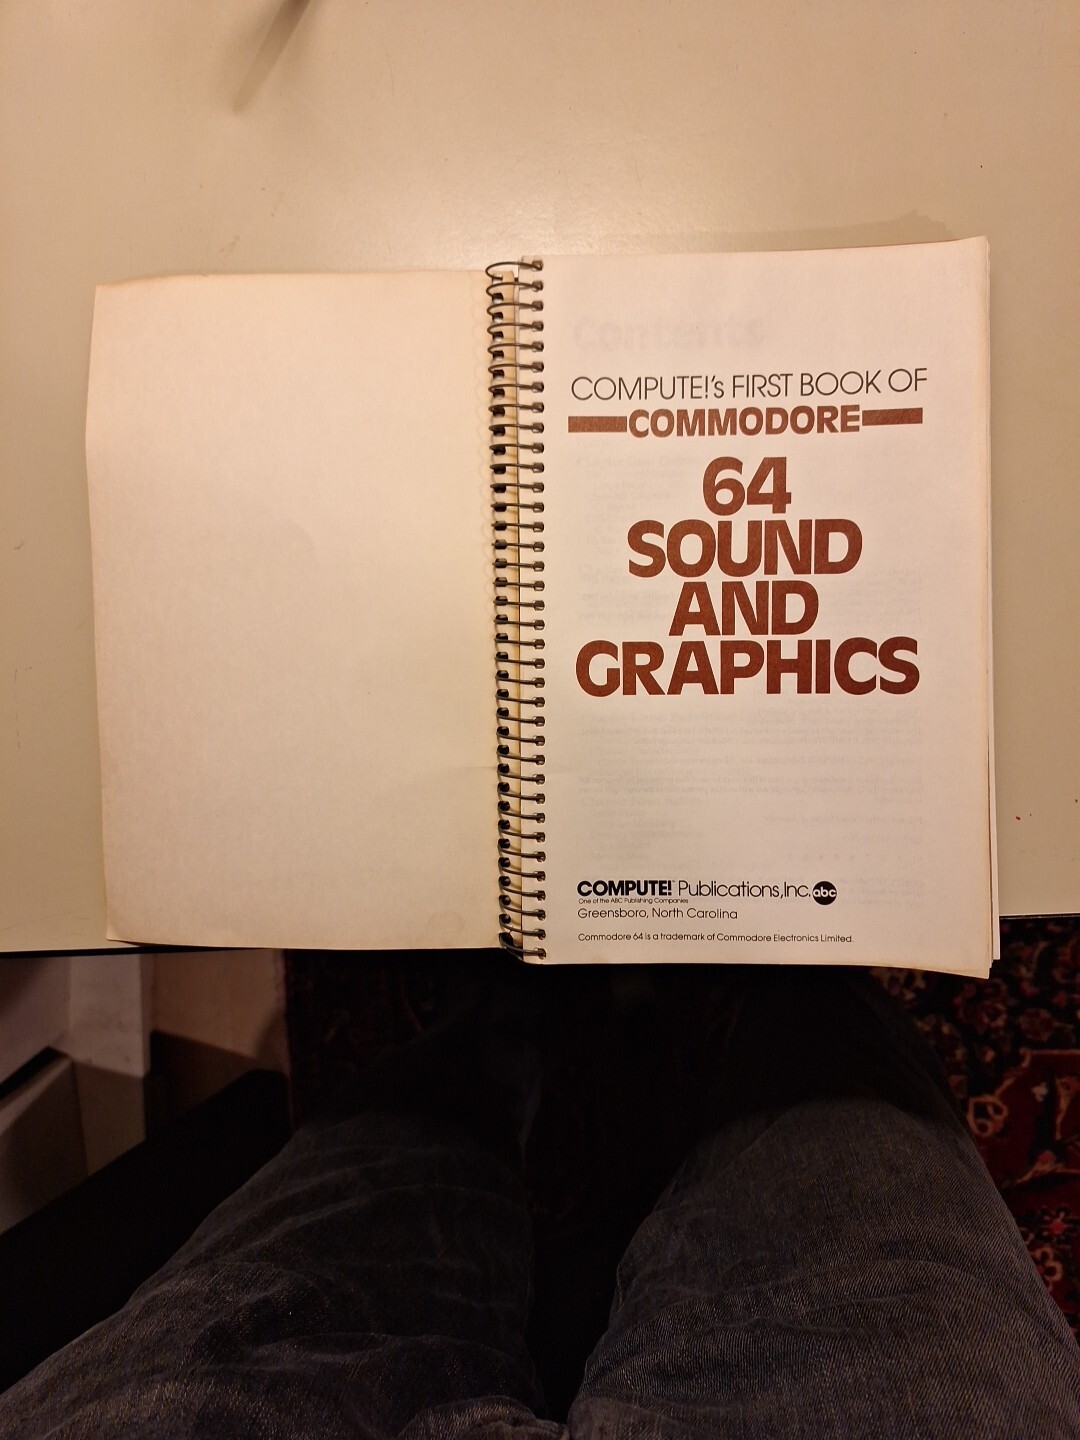 COMPUTE!'s FIRST BOOK OF
COMMODORE
64
SOUND
AND
GRAPHICS
COMPUTE!™ Publications,Inc. abc
One of the ABC Publishing Companies
Greensboro, North Carolina
Commodore 64 is a trademark of Commodore Electronics Limited.